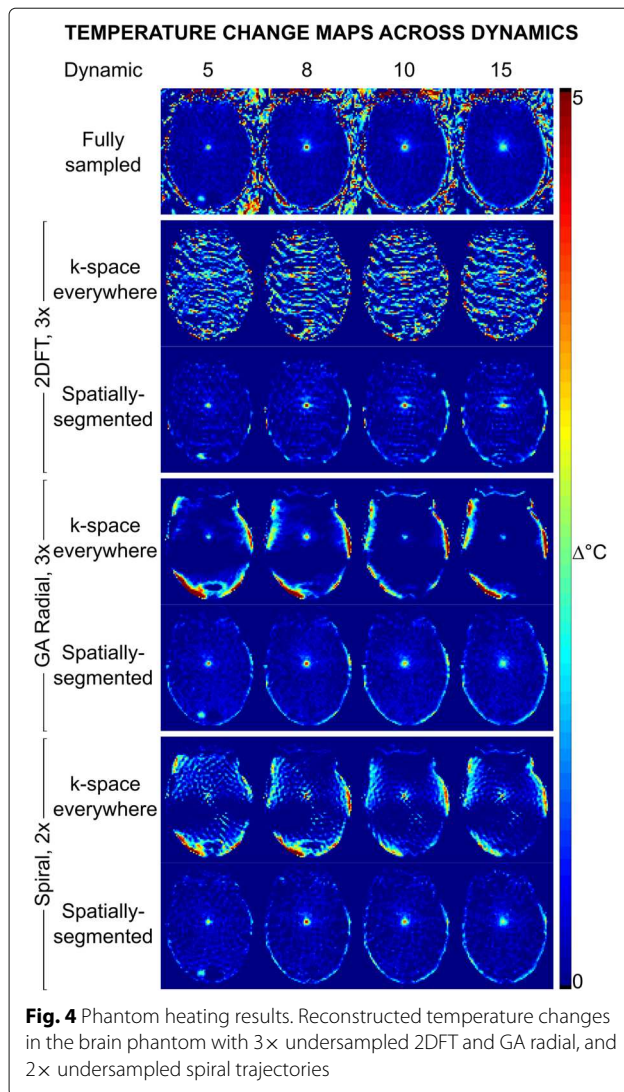 TEMPERATURE CHANGE MAPS ACROSS DYNAMICS
Dynamic 5 8 10 15
5
Fully
sampled
2DFT, 3x
k-space
everywhere
Spatially-
segmented
GA Radial, 3x
k-space
everywhere
Δ°C
Spatially-
segmented
Spiral, 2x
k-space
everywhere
Spatially-
segmented
0
Fig. 4 Phantom heating results. Reconstructed temperature changes
in the brain phantom with 3× undersampled 2DFT and GA radial, and
2× undersampled spiral trajectories